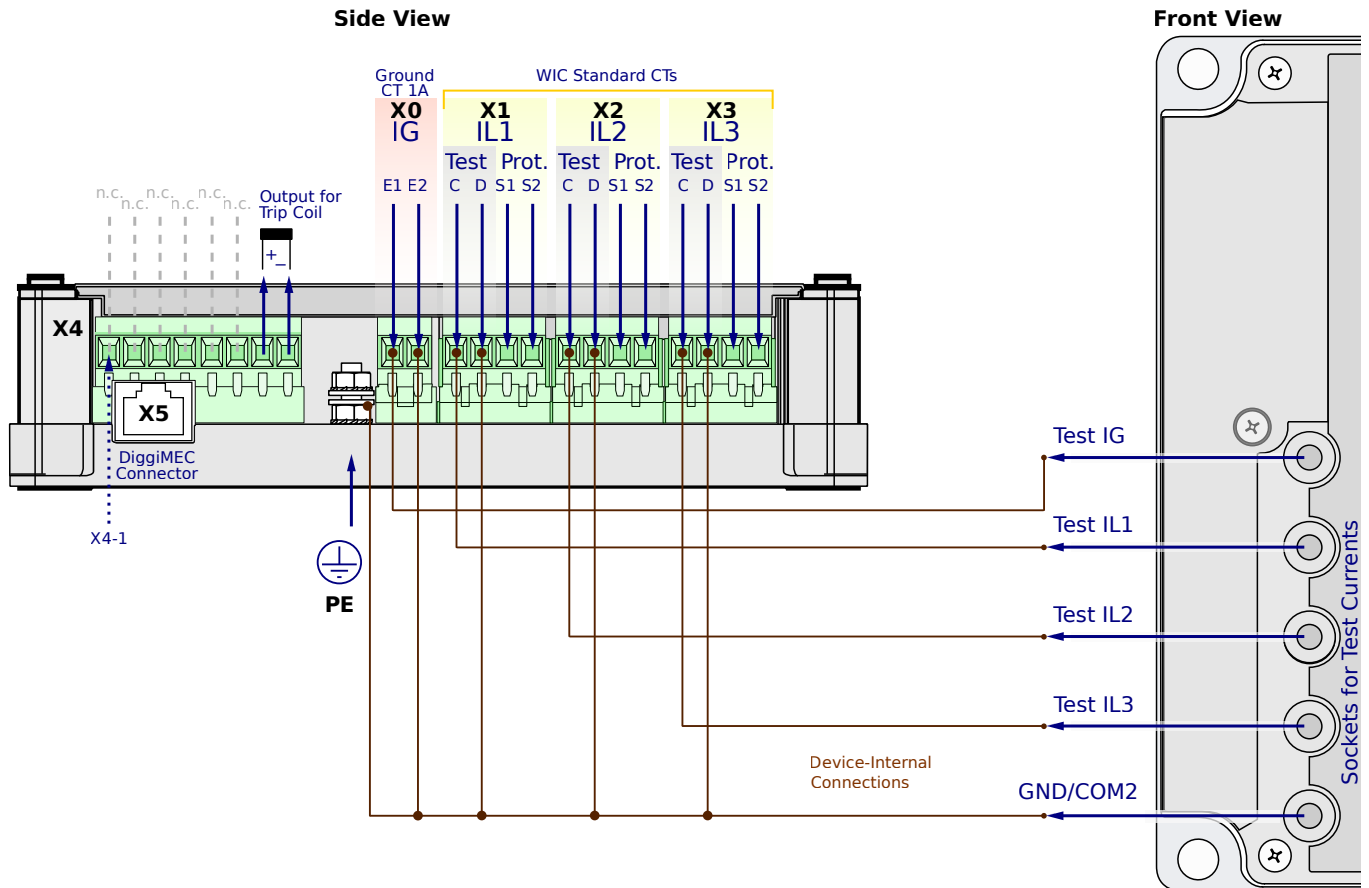 Side View
Front View
Ground
CT 1A
WIC Standard CTs
X0
X1
X2
X3
IG
IL1
IL2
IL3
Test Prot.
Test Prot.
Test Prot.
E1 E2
C D S1 S2
C D S1 S2
C D S1 S2
n.c.
n.c.
n.c.
n.c.
n.c.
n.c.
Output for
Trip Coil
+
−
X4
X5
DiggiMEC
Connector
X4-1
PE
Test IG
Test IL1
Test IL2
Test IL3
GND/COM2
Device-Internal
Connections
Sockets for Test Currents